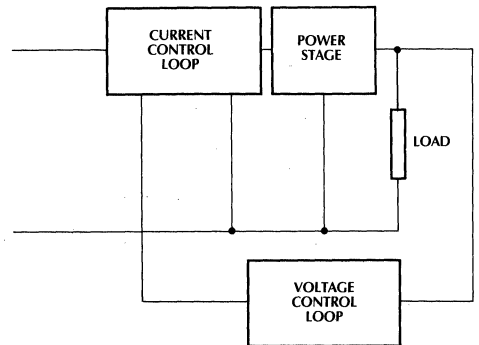 CURRENT
CONTROL
LOOP
POWER
STAGE
LOAD
VOLTAGE
CONTROL
LOOP